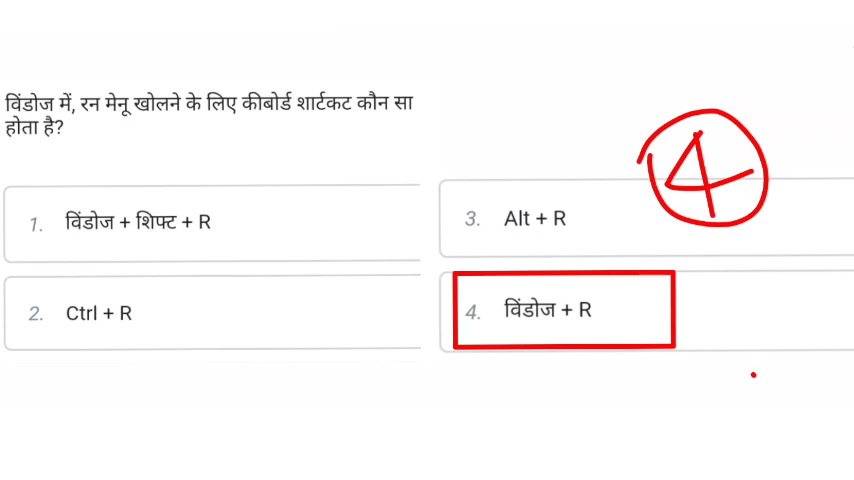 विंडोज में, रन मेनू खोलने के लिए कीबोर्ड शार्टकट कौन सा
होता है?
4
1. विंडोज + शिफ्ट + R
2. Ctrl + R
3. Alt + R
4. विंडोज + R